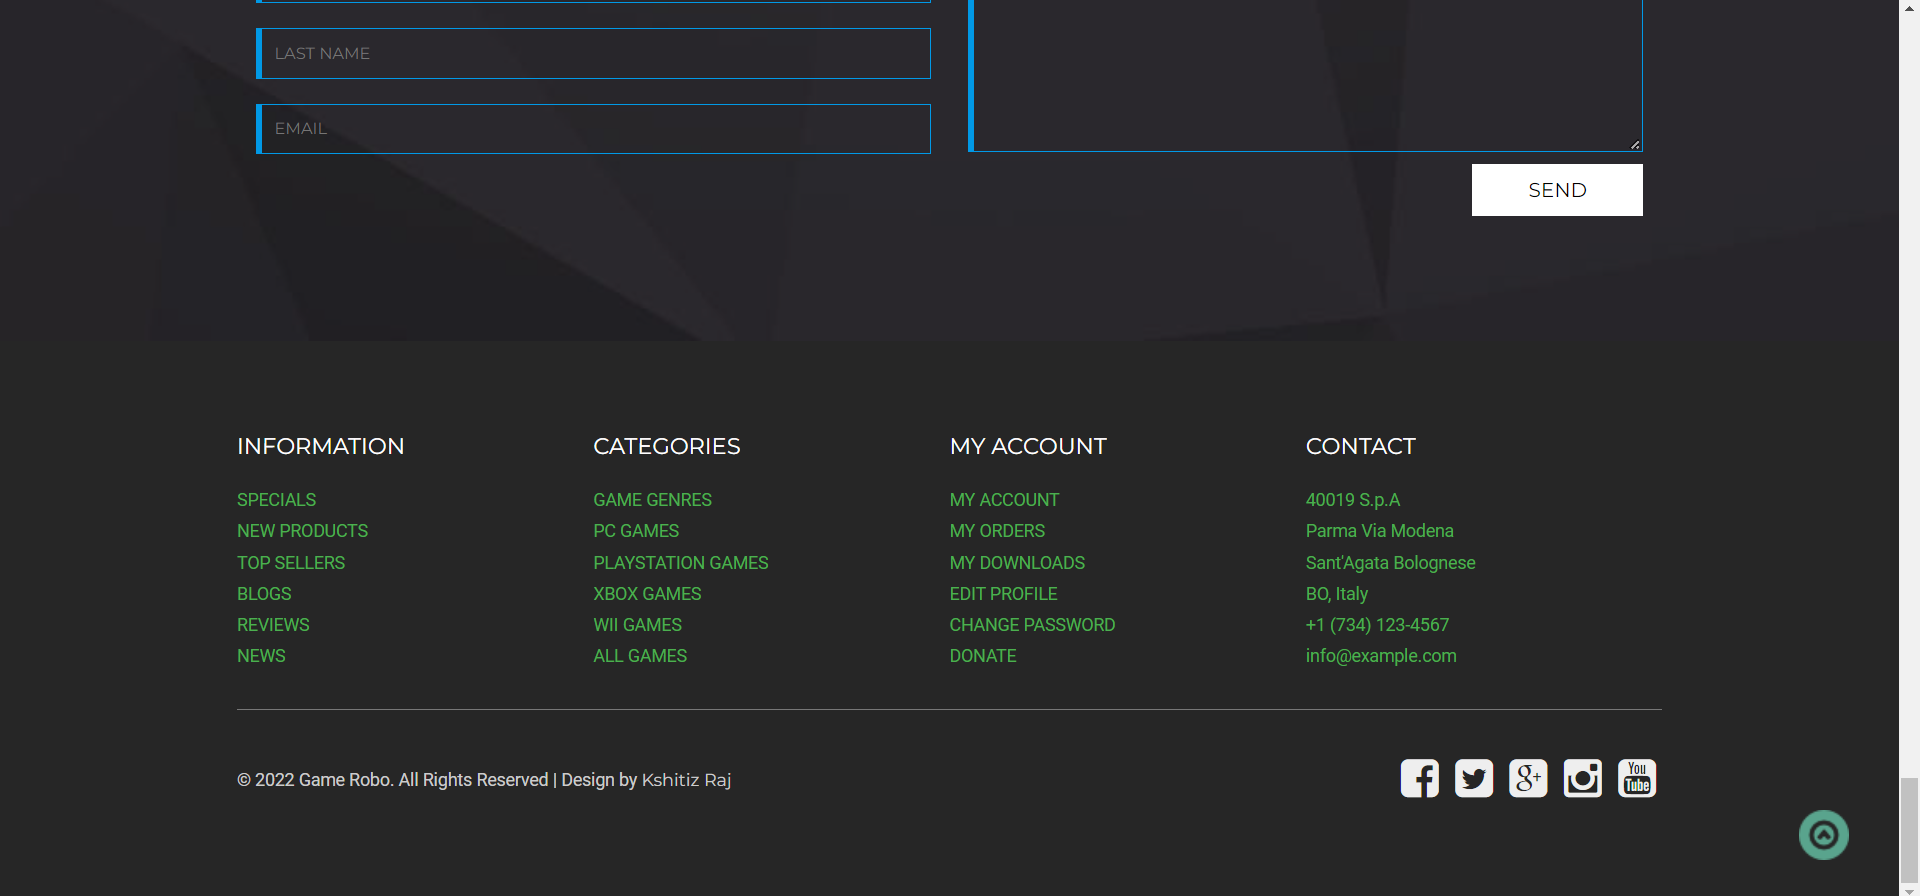 LAST NAME
EMAIL
SEND
INFORMATION
SPECIALS
NEW PRODUCTS
TOP SELLERS
BLOGS
REVIEWS
NEWS
CATEGORIES
GAME GENRES
PC GAMES
PLAYSTATION GAMES
XBOX GAMES
WII GAMES
ALL GAMES
MY ACCOUNT
MY ACCOUNT
MY ORDERS
MY DOWNLOADS
EDIT PROFILE
CHANGE PASSWORD
DONATE
CONTACT
40019 S.p.A
Parma Via Modena
Sant'Agata Bolognese
BO, Italy
+1 (734) 123-4567
info@example.com
© 2022 Game Robo. All Rights Reserved | Design by Kshitiz Raj
You
Tube